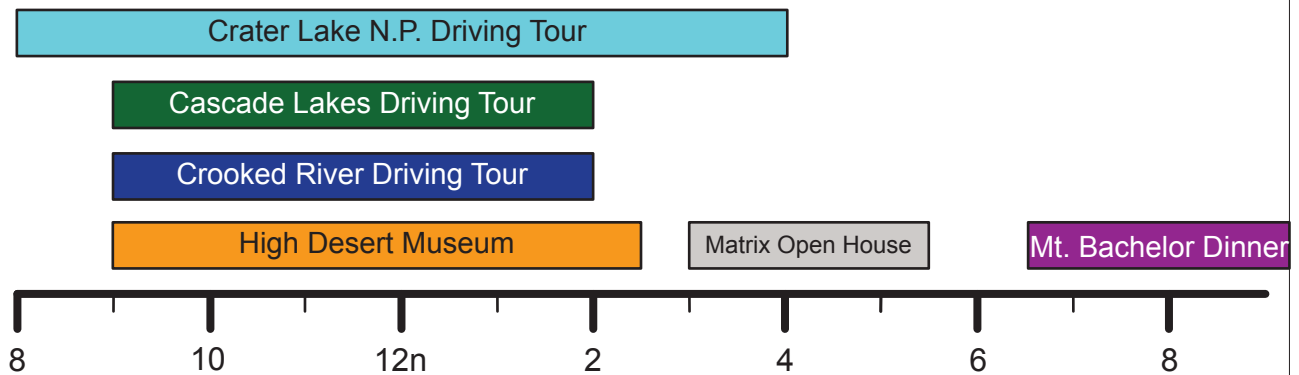 Crater Lake N.P. Driving Tour
Cascade Lakes Driving Tour
Crooked River Driving Tour
High Desert Museum
Matrix Open House
Mt. Bachelor Dinner
8 10 12n 2 4 6 8